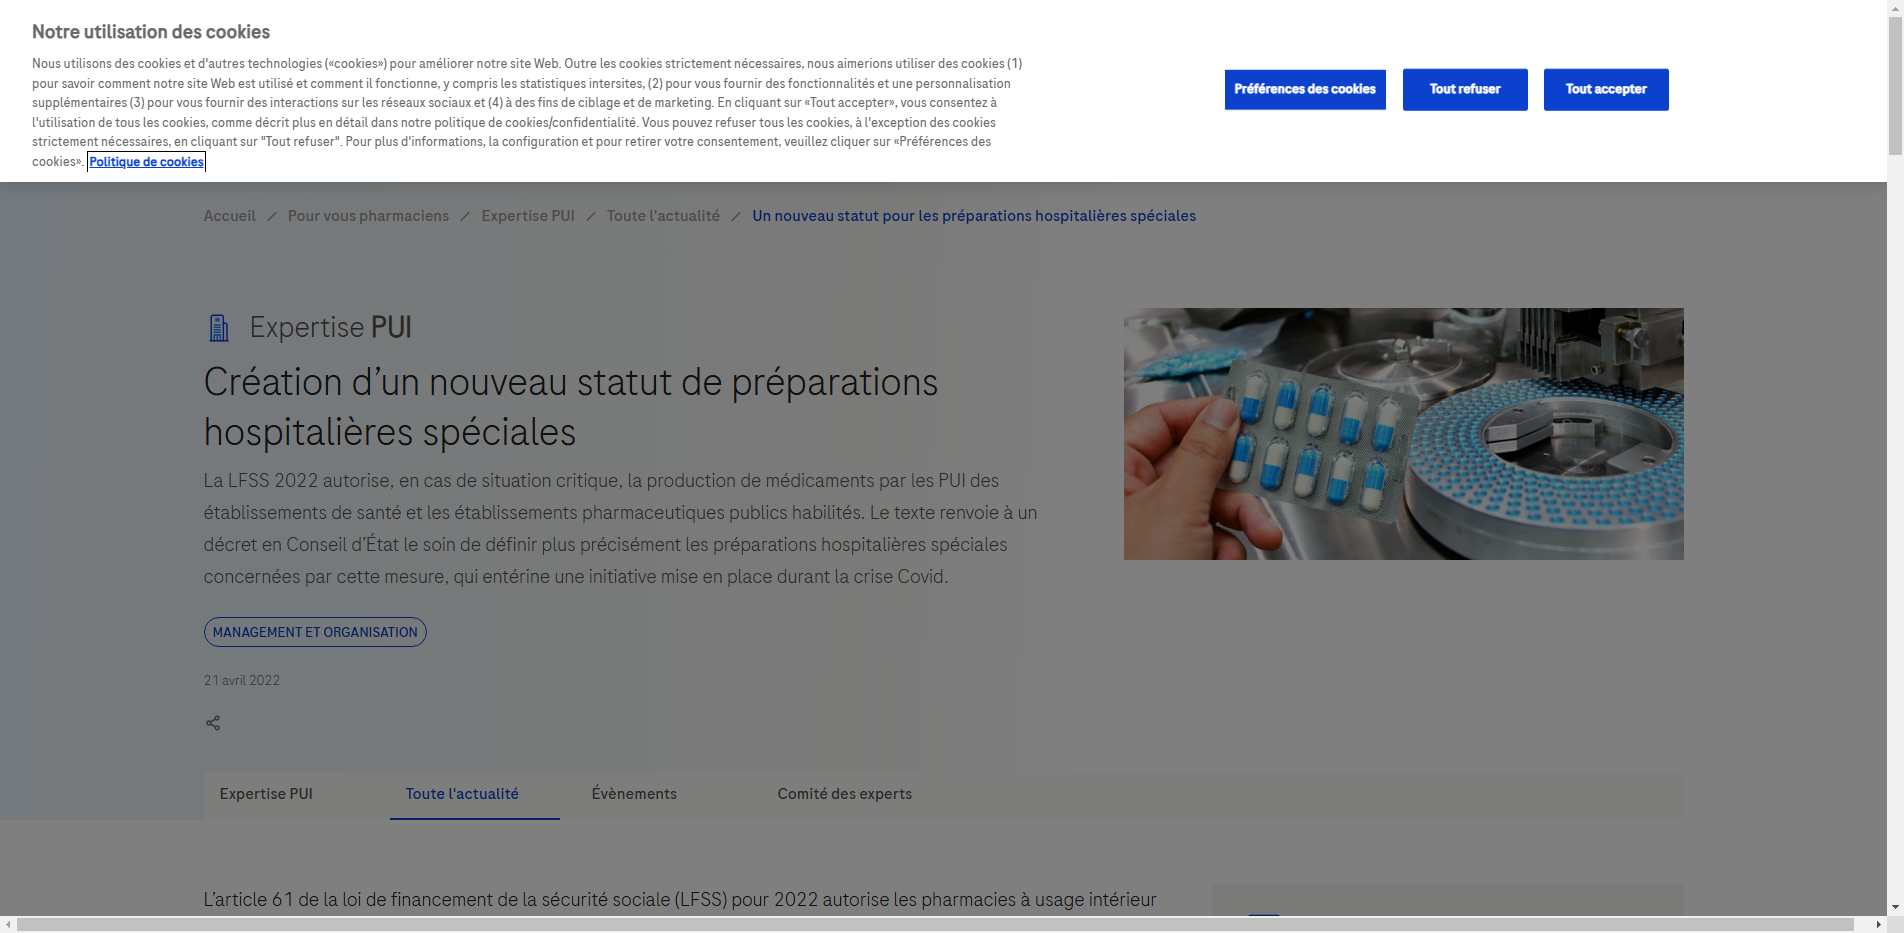 Notre utilisation des cookies
Nous utilisons des cookies et d'autres technologies («cookies») pour améliorer notre site Web. Outre les cookies strictement nécessaires, nous aimerions utiliser des cookies (1)
pour savoir comment notre site Web est utilisé et comment il fonctionne, y compris les statistiques intersites, (2) pour vous fournir des fonctionnalités et une personnalisation
supplémentaires (3) pour vous fournir des interactions sur les réseaux sociaux et (4) à des fins de ciblage et de marketing. En cliquant sur «Tout accepter», vous consentez à
l'utilisation de tous les cookies, comme décrit plus en détail dans notre politique de cookies/confidentialité. Vous pouvez refuser tous les cookies, à l'exception des cookies
strictement nécessaires, en cliquant sur "Tout refuser". Pour plus d'informations, la configuration et pour retirer votre consentement, veuillez cliquer sur «Préférences des
cookies». Politique de cookies
Préférences des cookies
Tout refuser
Tout accepter
Accueil / Pour vous pharmaciens / Expertise PUI / Toute l'actualité / Un nouveau statut pour les préparations hospitalières spéciales
Expertise PUI
Création d’un nouveau statut de préparations
hospitalières spéciales
La LFSS 2022 autorise, en cas de situation critique, la production de médicaments par les PUI des
établissements de santé et les établissements pharmaceutiques publics habilités. Le texte renvoie à un
décret en Conseil d’État le soin de définir plus précisément les préparations hospitalières spéciales
concernées par cette mesure, qui entérine une initiative mise en place durant la crise Covid.
MANAGEMENT ET ORGANISATION
21 avril 2022
Expertise PUI
Toute l'actualité
Évènements
Comité des experts
L’article 61 de la loi de financement de la sécurité sociale (LFSS) pour 2022 autorise les pharmacies à usage intérieur